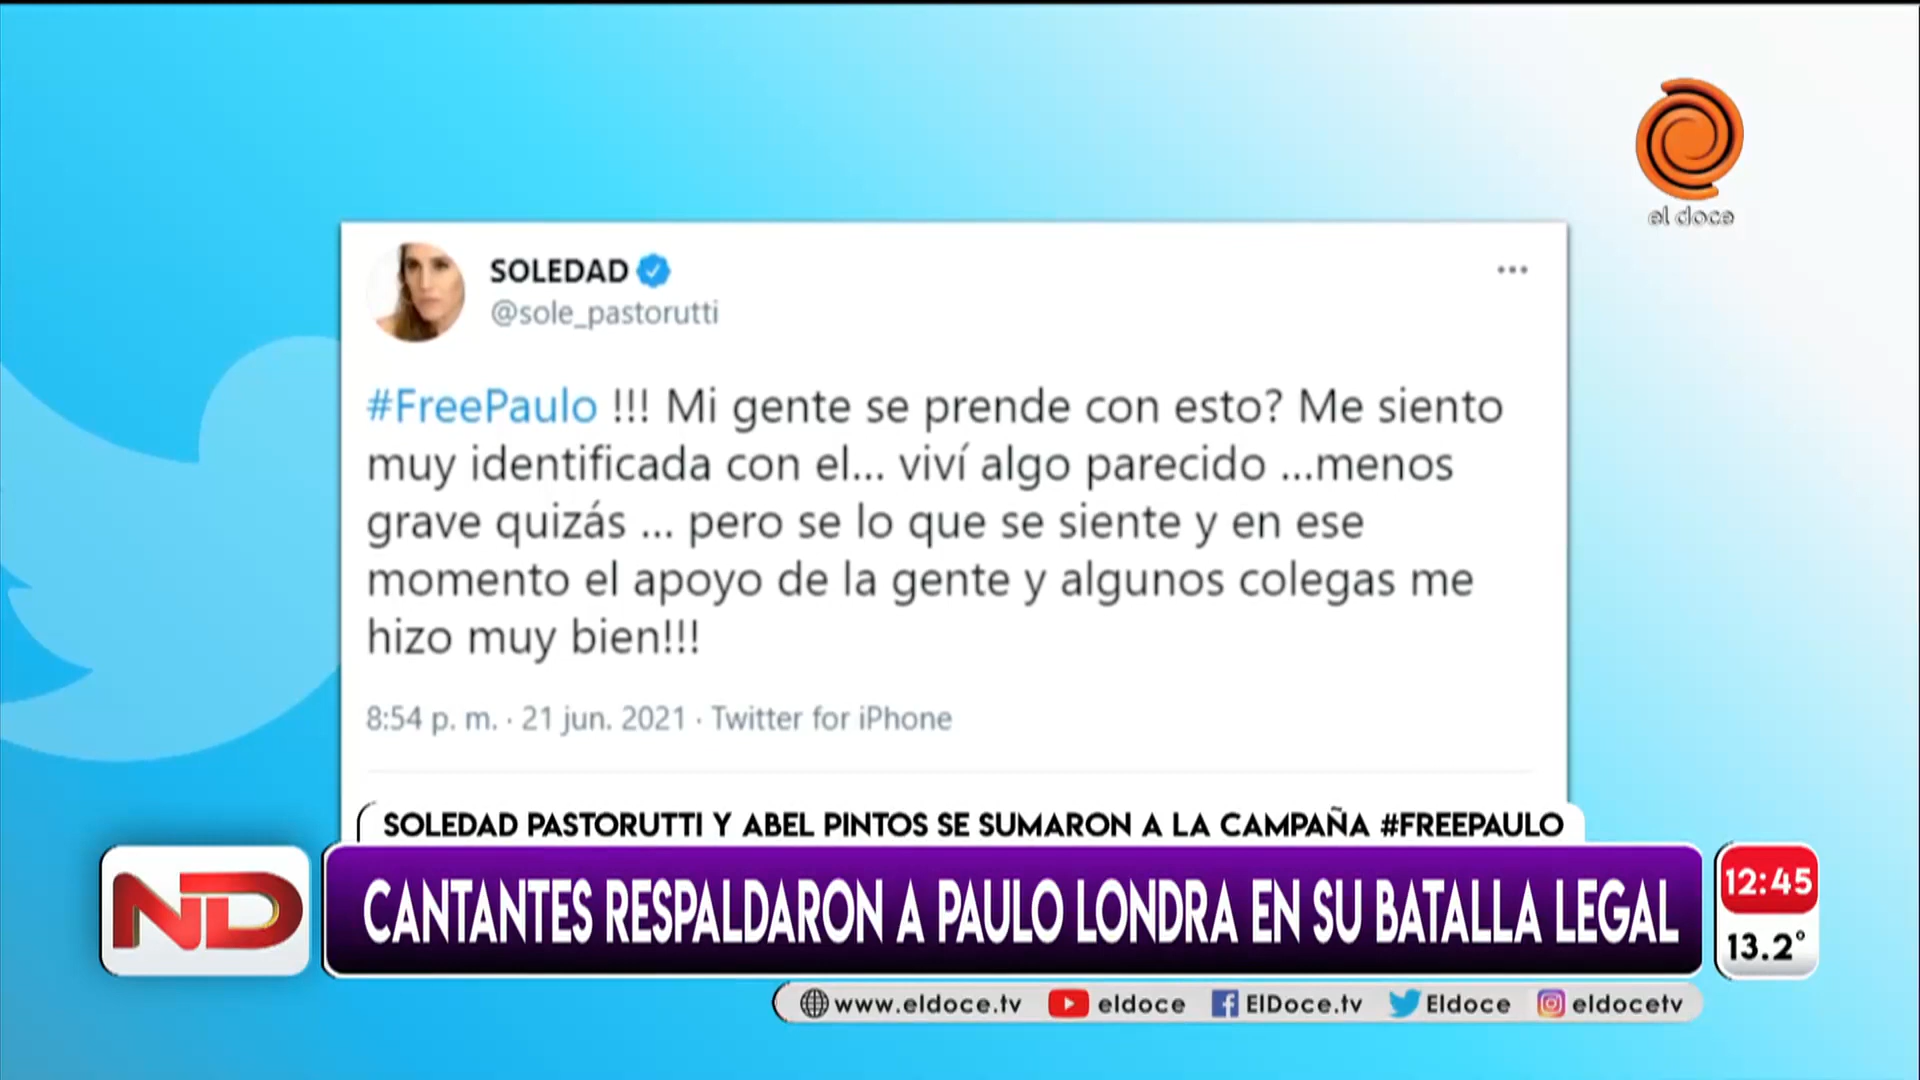 el doce
SOLEDAD
@sole_pastorutti
#FreePaulo !!! Mi gente se prende con esto? Me siento
muy identificada con el... viví algo parecido ...menos
grave quizás ... pero se lo que se siente y en ese
momento el apoyo de la gente y algunos colegas me
hizo muy bien!!!
8:54 p. m. · 21 jun. 2021 · Twitter for iPhone
SOLEDAD PASTORUTTI Y ABEL PINTOS SE SUMARON A LA CAMPAÑA #FREEPAULO
ND
CANTANTES RESPALDARON A PAULO LONDRA EN SU BATALLA LEGAL
12:45
13.2°
www.eldoce.tv eldoce ElDoce.tv Eldoce eldocetv